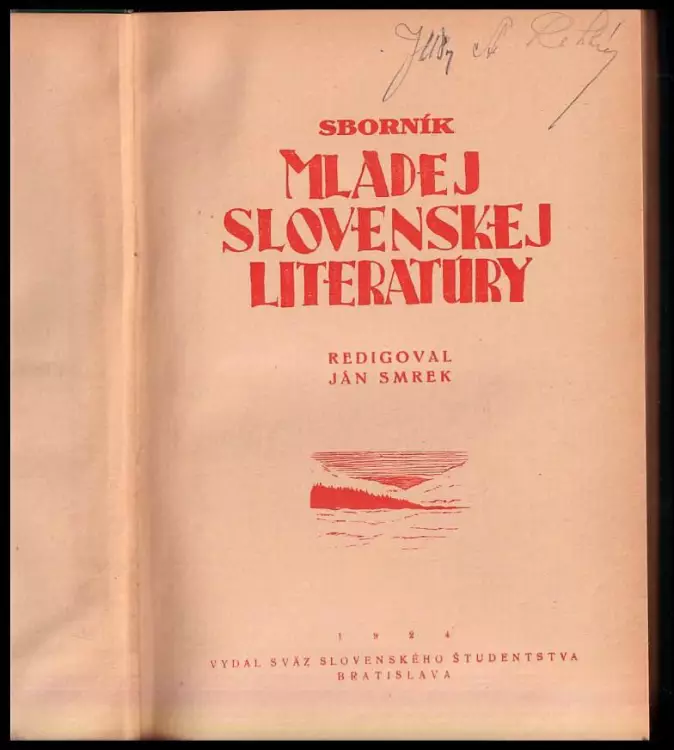 SBORNÍK
MLADEJ
SLOVENSKEJ
LITERATÚRY
REDIGOVAL
JÁN SMREK
1924
VYDAL SVÄZ SLOVENSKÉHO ŠTUDENTSTVA
BRATISLAVA